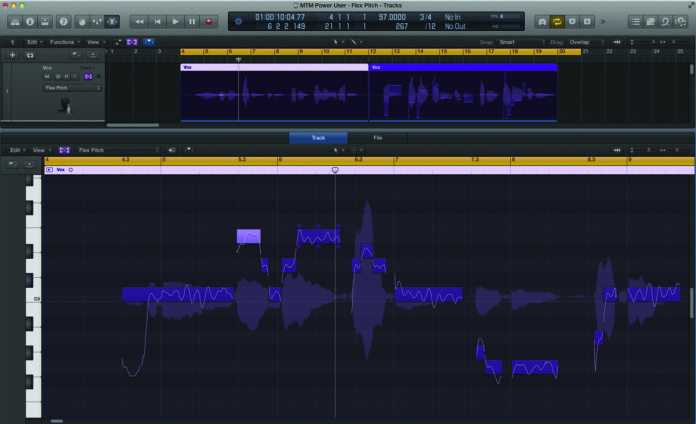 MTM Power User - Flex Pitch - Tracks
01:00:10:04.77 4 1 1 1 97.0000 3/4 No In
6 2 2 149 21 1 1 1 267 /12 No Out
CPU
Edit Functions View Snap: Smart Drag: Overlap
1 2 3 4 5 6 7 8 9 10 11 12 13 14 15 16 17 18 19 20 21 22 23 24 25
Vox
M S R I
Flex Pitch
1
Vox Vox
Track File
Edit View Flex Pitch
4 4.3 5 5.3 6 6.3 7 7.3 8 8.3 9
Vox
C3